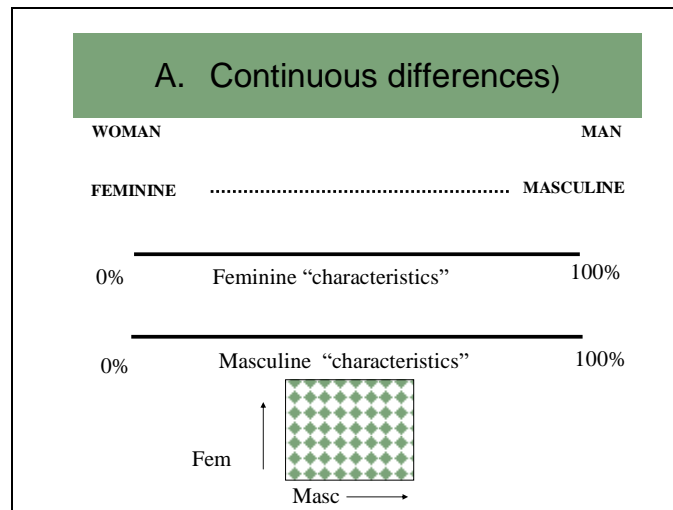 A. Continuous differences)
WOMAN MAN
FEMININE ........................................................ MASCULINE
0% Feminine “characteristics” 100%
0% Masculine “characteristics” 100%
Fem
Masc